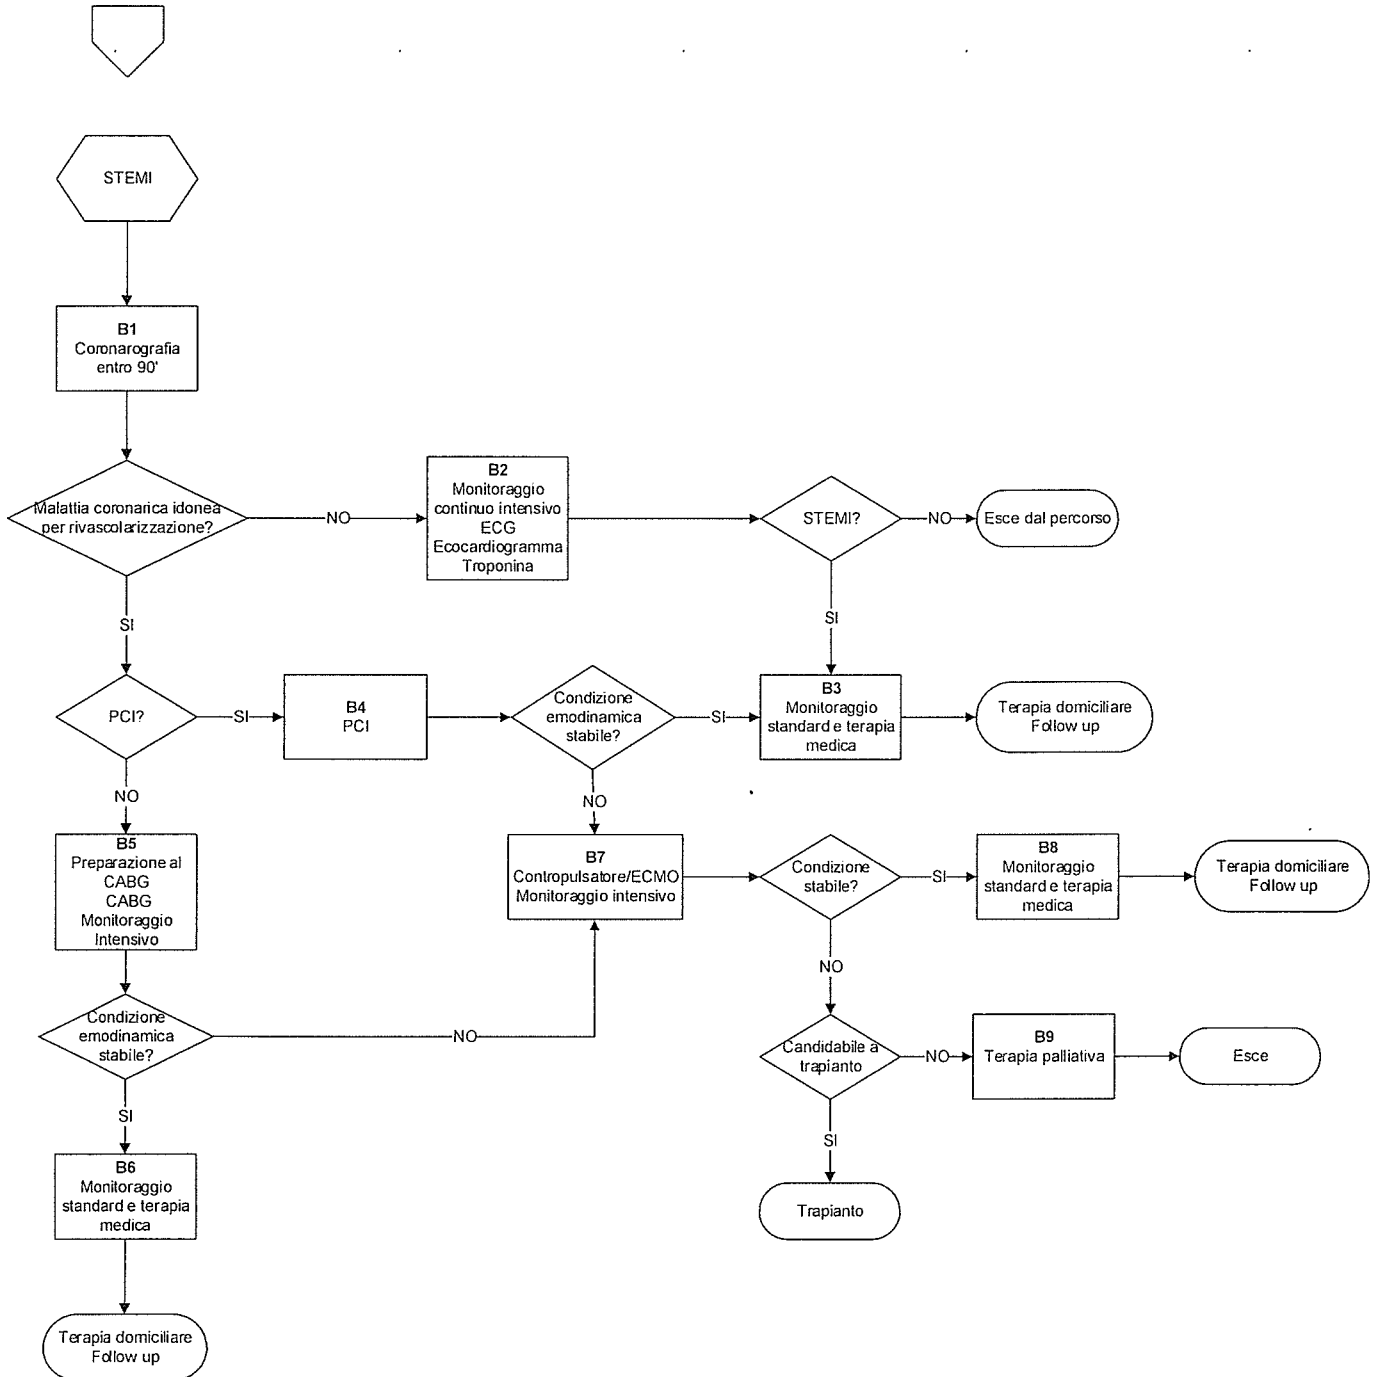 STEMI
B1
Coronarografia
entro 90'
Malattia coronarica idonea
per rivascolarizzazione?
NO
B2
Monitoraggio
continuo intensivo
ECG
Ecocardiogramma
Troponina
STEMI?
NO
Esce dal percorso
SI
SI
PCI?
SI
B4
PCI
Condizione
emodinamica
stabile?
SI
B3
Monitoraggio
standard e terapia
medica
Terapia domiciliare
Follow up
NO
NO
B5
Preparazione al
CABG
CABG
Monitoraggio
Intensivo
B7
Contropulsatore/ECMO
Monitoraggio intensivo
Condizione
stabile?
SI
B8
Monitoraggio
standard e terapia
medica
Terapia domiciliare
Follow up
NO
Condizione
emodinamica
stabile?
NO
Candidabile a
trapianto
NO
B9
Terapia palliativa
Esce
SI
SI
B6
Monitoraggio
standard e terapia
medica
Trapianto
Terapia domiciliare
Follow up